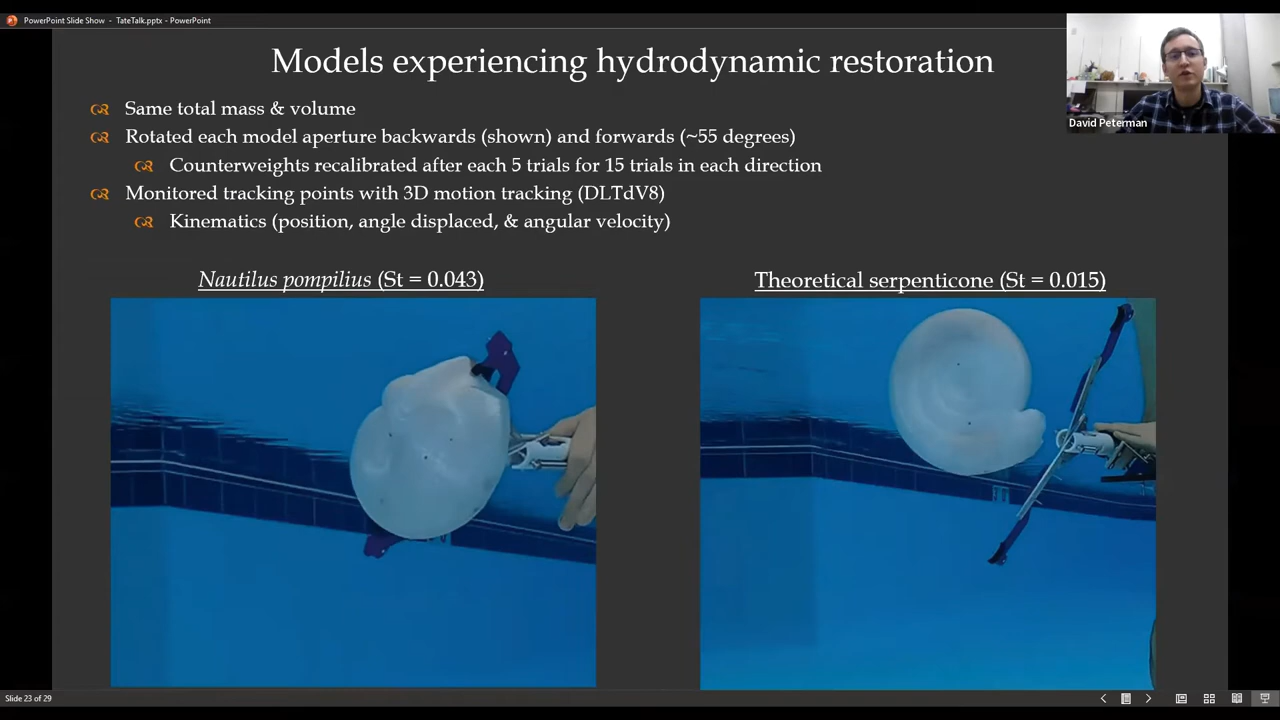 PowerPoint Slide Show - TateTalk.pptx - PowerPoint
Models experiencing hydrodynamic restoration
Same total mass & volume
Rotated each model aperture backwards (shown) and forwards (~55 degrees)
Counterweights recalibrated after each 5 trials for 15 trials in each direction
Monitored tracking points with 3D motion tracking (DLTdV8)
Kinematics (position, angle displaced, & angular velocity)
David Peterman
Nautilus pompilius (St = 0.043)
Theoretical serpenticone (St = 0.015)
Slide 23 of 29